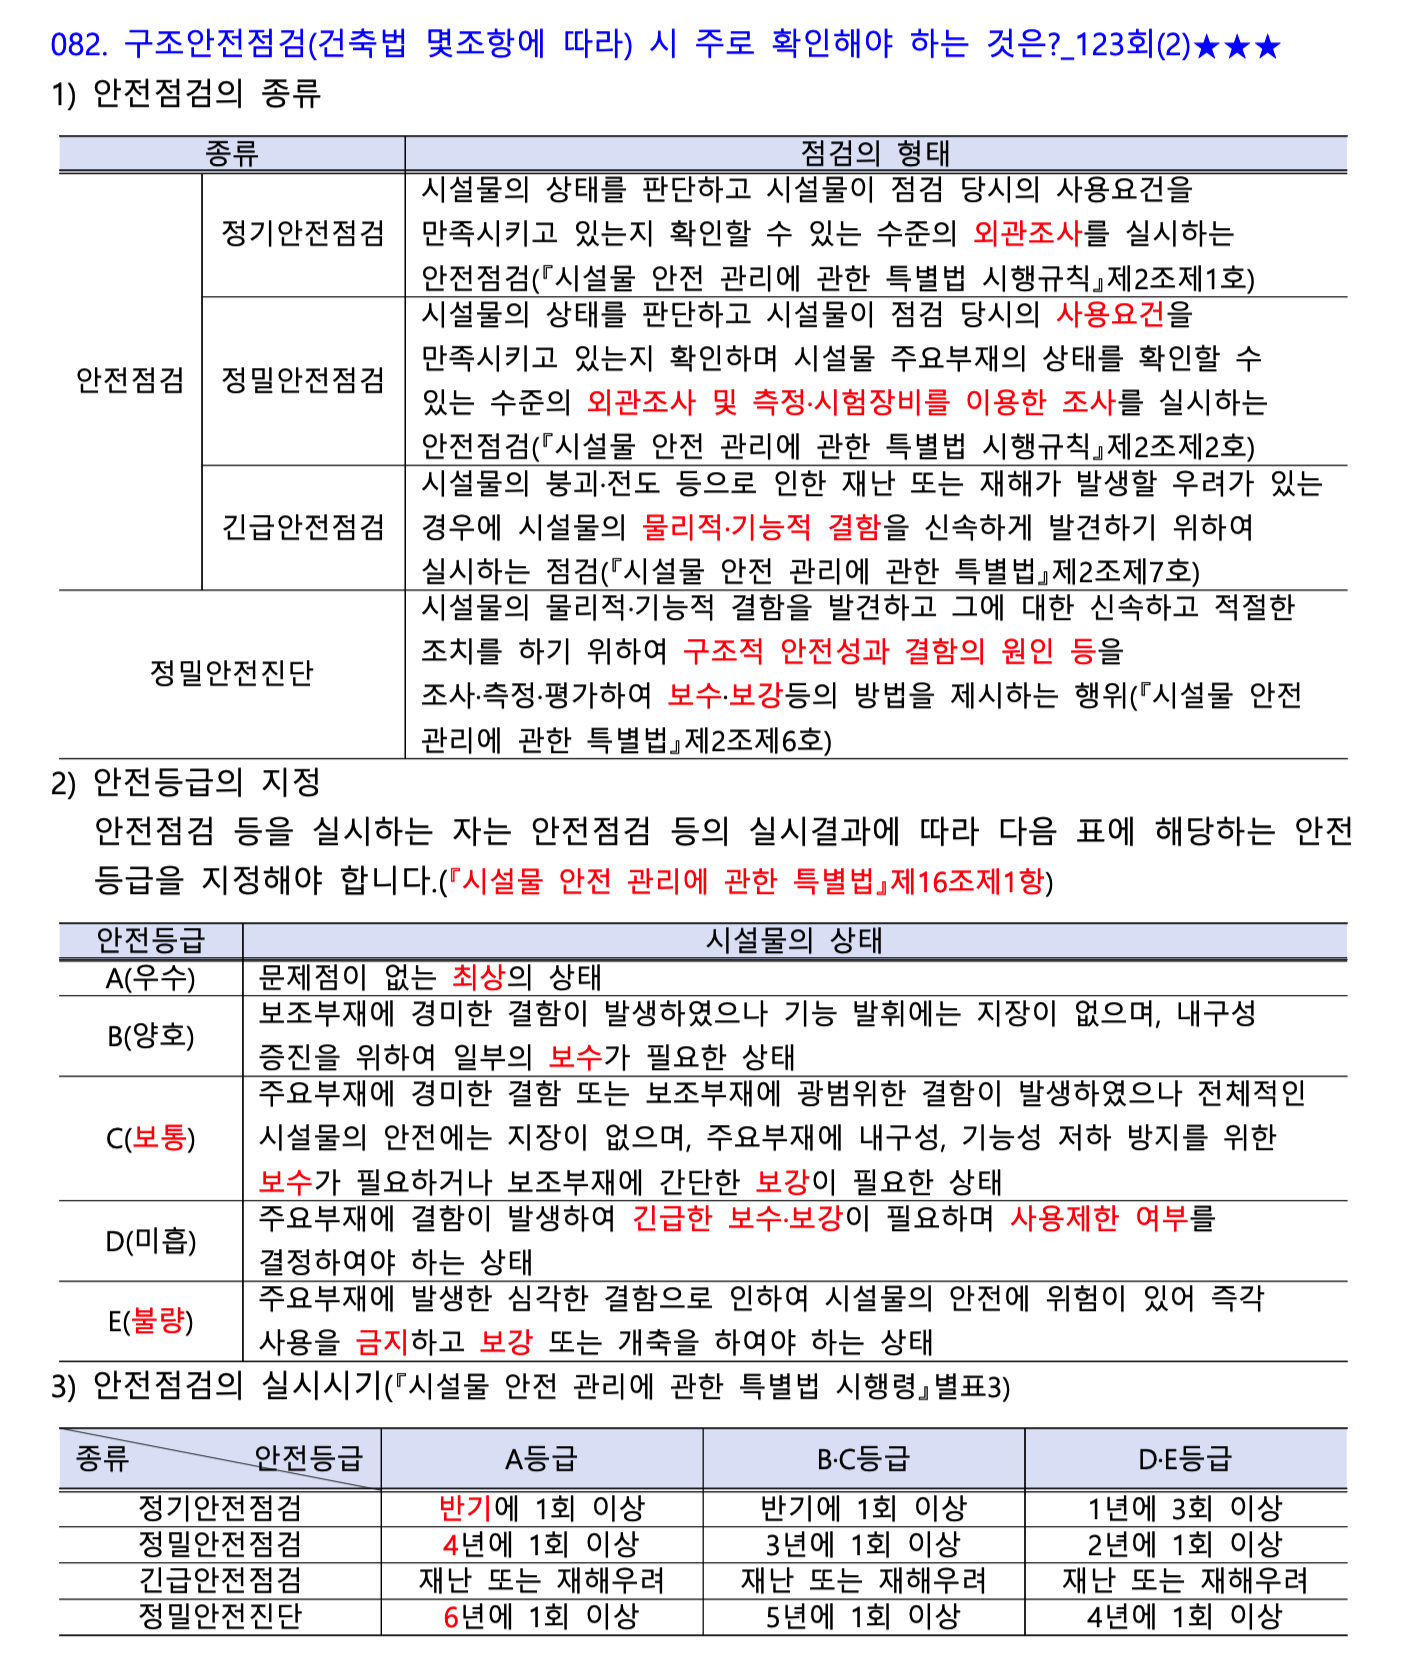 082. 구조안전점검(건축법 몇조항에 따라) 시 주로 확인해야 하는 것은?_123회(2)★★★
1) 안전점검의 종류
종류 점검의 형태
안전점검
정기안전점검
시설물의 상태를 판단하고 시설물이 점검 당시의 사용요건을
만족시키고 있는지 확인할 수 있는 수준의 외관조사를 실시하는
안전점검(『시설물 안전 관리에 관한 특별법 시행규칙』제2조제1호)
정밀안전점검
시설물의 상태를 판단하고 시설물이 점검 당시의 사용요건을
만족시키고 있는지 확인하며 시설물 주요부재의 상태를 확인할 수
있는 수준의 외관조사 및 측정·시험장비를 이용한 조사를 실시하는
안전점검(『시설물 안전 관리에 관한 특별법 시행규칙』제2조제2호)
긴급안전점검
시설물의 붕괴·전도 등으로 인한 재난 또는 재해가 발생할 우려가 있는
경우에 시설물의 물리적·기능적 결함을 신속하게 발견하기 위하여
실시하는 점검(『시설물 안전 관리에 관한 특별법』제2조제7호)
정밀안전진단
시설물의 물리적·기능적 결함을 발견하고 그에 대한 신속하고 적절한
조치를 하기 위하여 구조적 안전성과 결함의 원인 등을
조사·측정·평가하여 보수·보강등의 방법을 제시하는 행위(『시설물 안전
관리에 관한 특별법』제2조제6호)
2) 안전등급의 지정
안전점검 등을 실시하는 자는 안전점검 등의 실시결과에 따라 다음 표에 해당하는 안전
등급을 지정해야 합니다.(『시설물 안전 관리에 관한 특별법』제16조제1항)
안전등급 시설물의 상태
A(우수) 문제점이 없는 최상의 상태
B(양호)
보조부재에 경미한 결함이 발생하였으나 기능 발휘에는 지장이 없으며, 내구성
증진을 위하여 일부의 보수가 필요한 상태
C(보통)
주요부재에 경미한 결함 또는 보조부재에 광범위한 결함이 발생하였으나 전체적인
시설물의 안전에는 지장이 없으며, 주요부재에 내구성, 기능성 저하 방지를 위한
보수가 필요하거나 보조부재에 간단한 보강이 필요한 상태
D(미흡)
주요부재에 결함이 발생하여 긴급한 보수·보강이 필요하며 사용제한 여부를
결정하여야 하는 상태
E(불량)
주요부재에 발생한 심각한 결함으로 인하여 시설물의 안전에 위험이 있어 즉각
사용을 금지하고 보강 또는 개축을 하여야 하는 상태
3) 안전점검의 실시시기(『시설물 안전 관리에 관한 특별법 시행령』별표3)
종류 안전등급 A등급 B·C등급 D·E등급
정기안전점검 반기에 1회 이상 반기에 1회 이상 1년에 3회 이상
정밀안전점검 4년에 1회 이상 3년에 1회 이상 2년에 1회 이상
긴급안전점검 재난 또는 재해우려 재난 또는 재해우려 재난 또는 재해우려
정밀안전진단 6년에 1회 이상 5년에 1회 이상 4년에 1회 이상